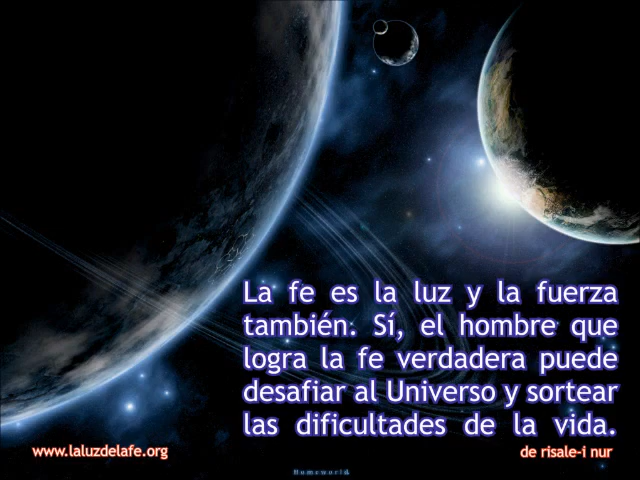 La fe es la luz y la fuerza
también. Sí, el hombre que
logra la fe verdadera puede
desafiar al Universo y sortear
las dificultades de la vida.
www.laluzdelafe.org
de risale-i nur
Homeworld